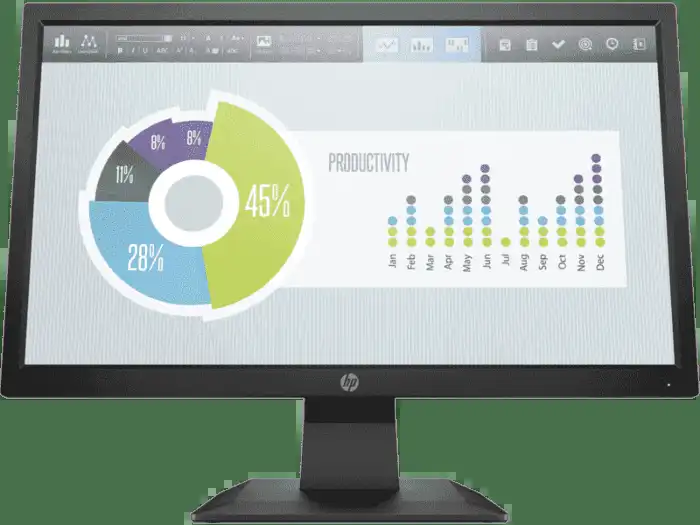 B I U ABC
8% 8%
11%
45%
28%
PRODUCTIVITY
Jan Feb Mar Apr May Jun Jul Aug Sep Oct Nov Dec
hp